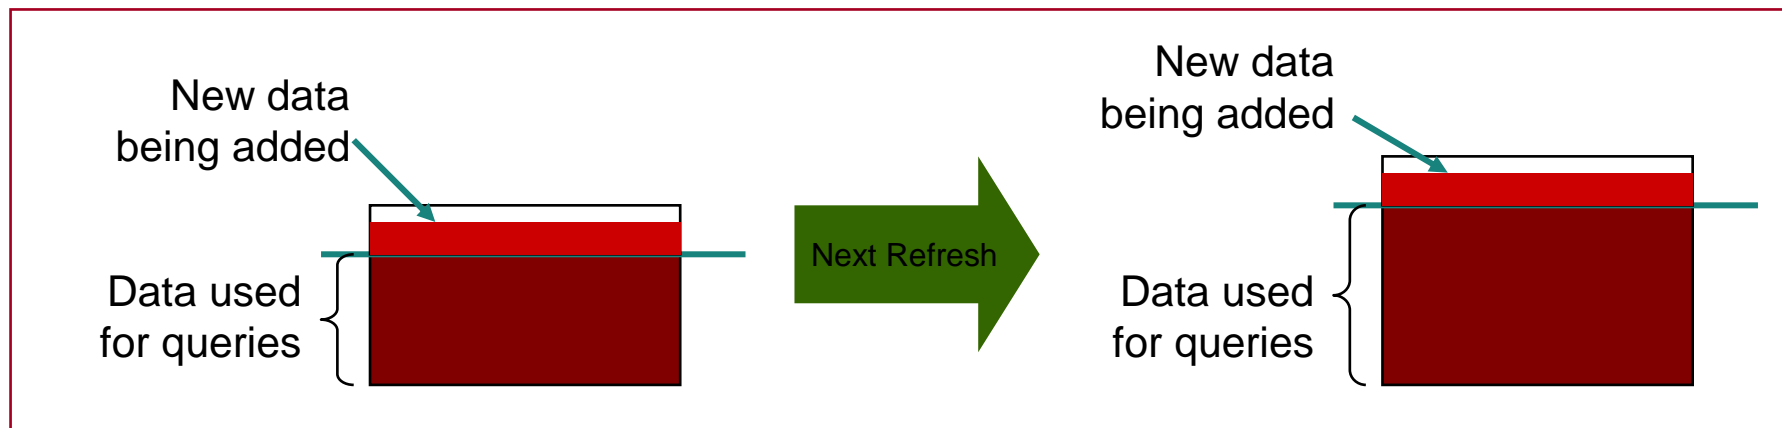 New data
being added
Data used
for queries
Next Refresh
New data
being added
Data used
for queries